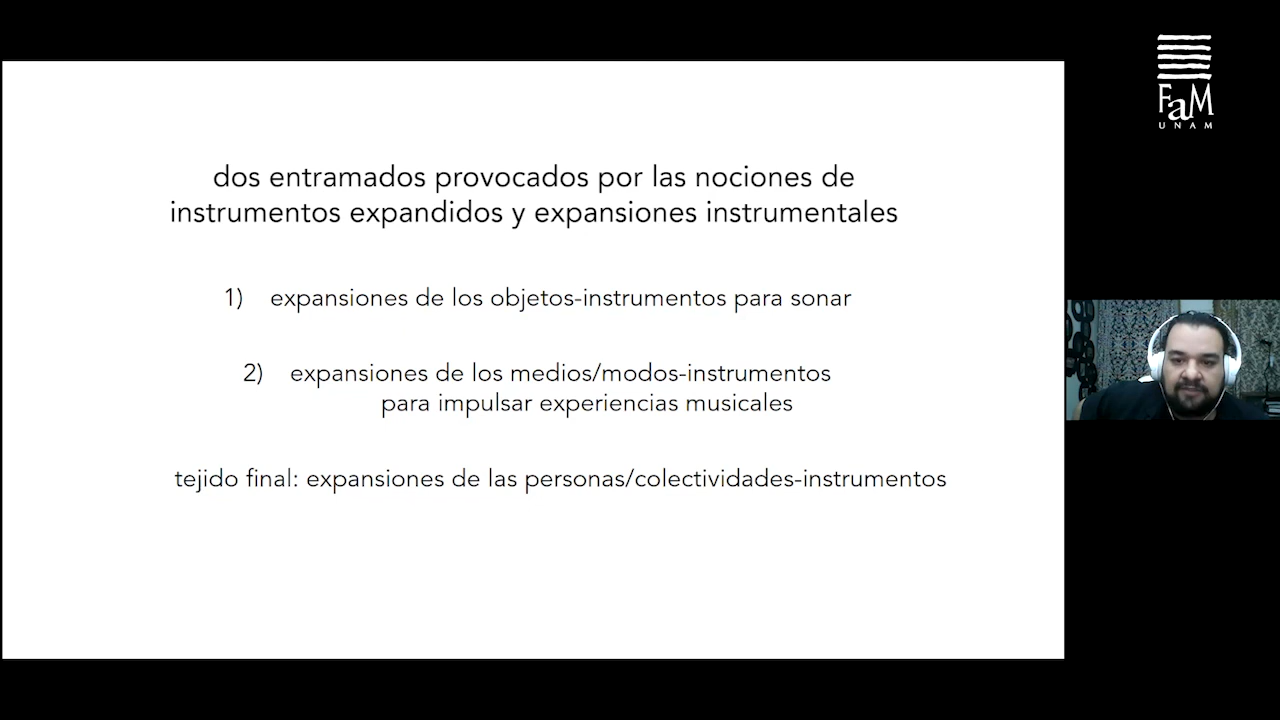 dos entramados provocados por las nociones de
instrumentos expandidos y expansiones instrumentales
1) expansiones de los objetos-instrumentos para sonar
2) expansiones de los medios/modos-instrumentos
para impulsar experiencias musicales
tejido final: expansiones de las personas/colectividades-instrumentos
FaM
UNAM